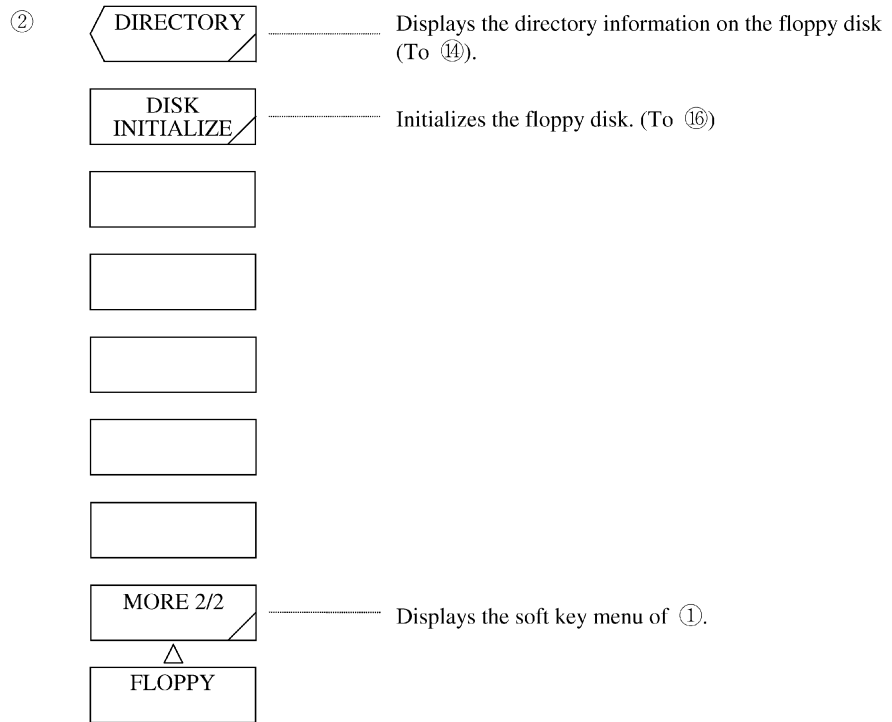 ② DIRECTORY Displays the directory information on the floppy disk
(To ⑭).
DISK
INITIALIZE Initializes the floppy disk. (To ⑯)
MORE 2/2 Displays the soft key menu of ①.
△
FLOPPY